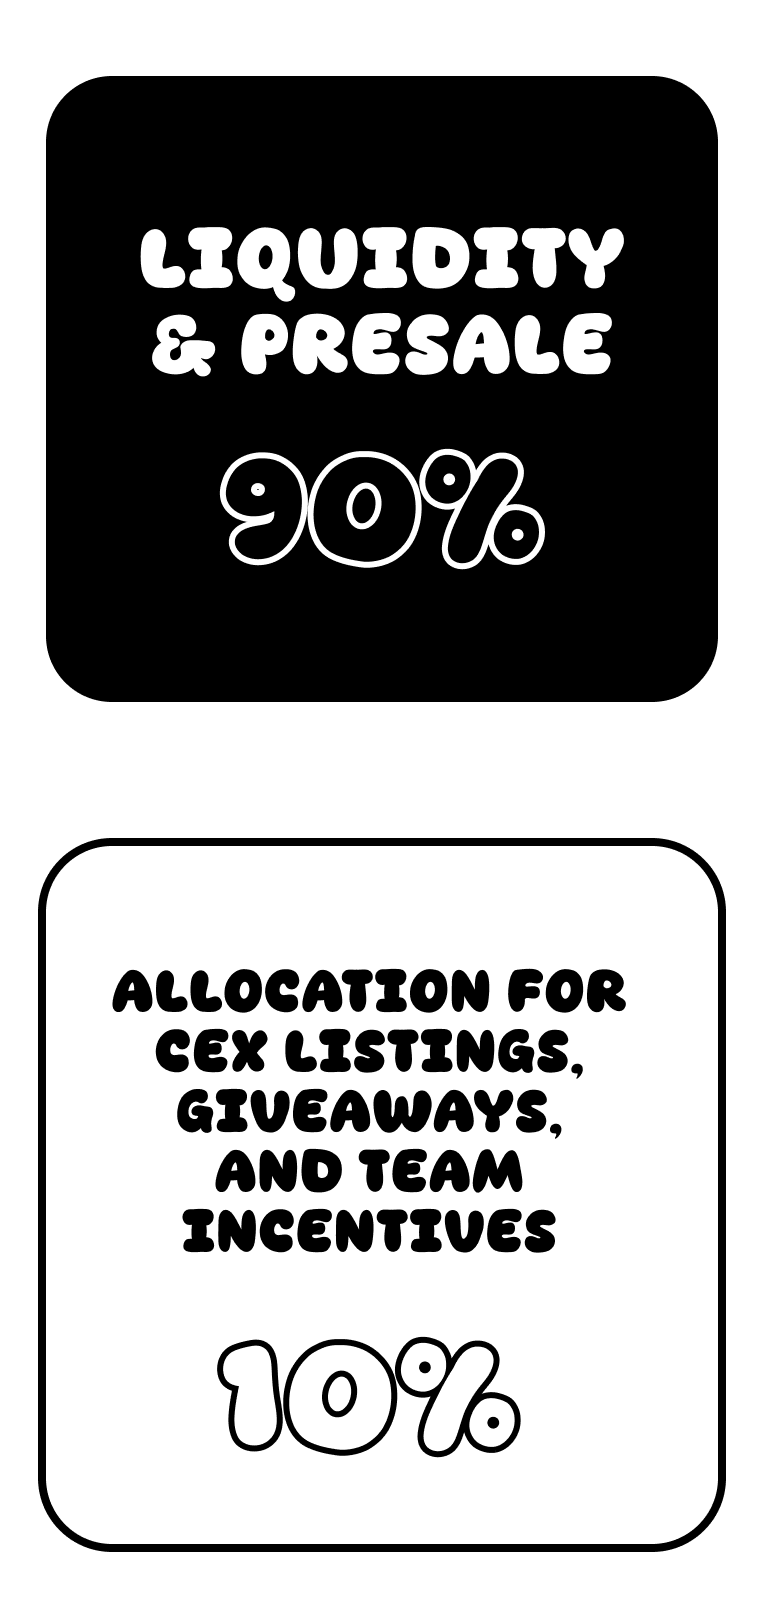 LIQUIDITY
& PRESALE
90%
ALLOCATION FOR
CEX LISTINGS,
GIVEAWAYS,
AND TEAM
INCENTIVES
10%